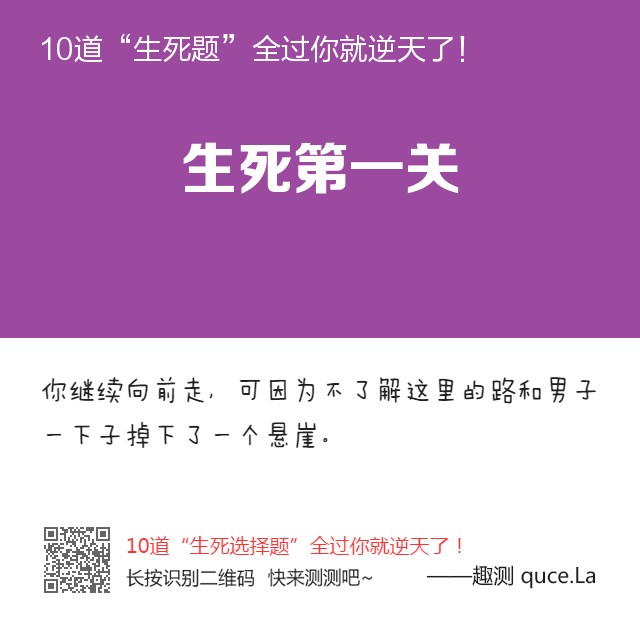 10道“生死题”全过你就逆天了！
生死第一关
你继续向前走，可因为不了解这里的路和男子
一下子掉下了一个悬崖。
10道“生死选择题”全过你就逆天了！
长按识别二维码 快来测测吧~ ——趣测 quce.La